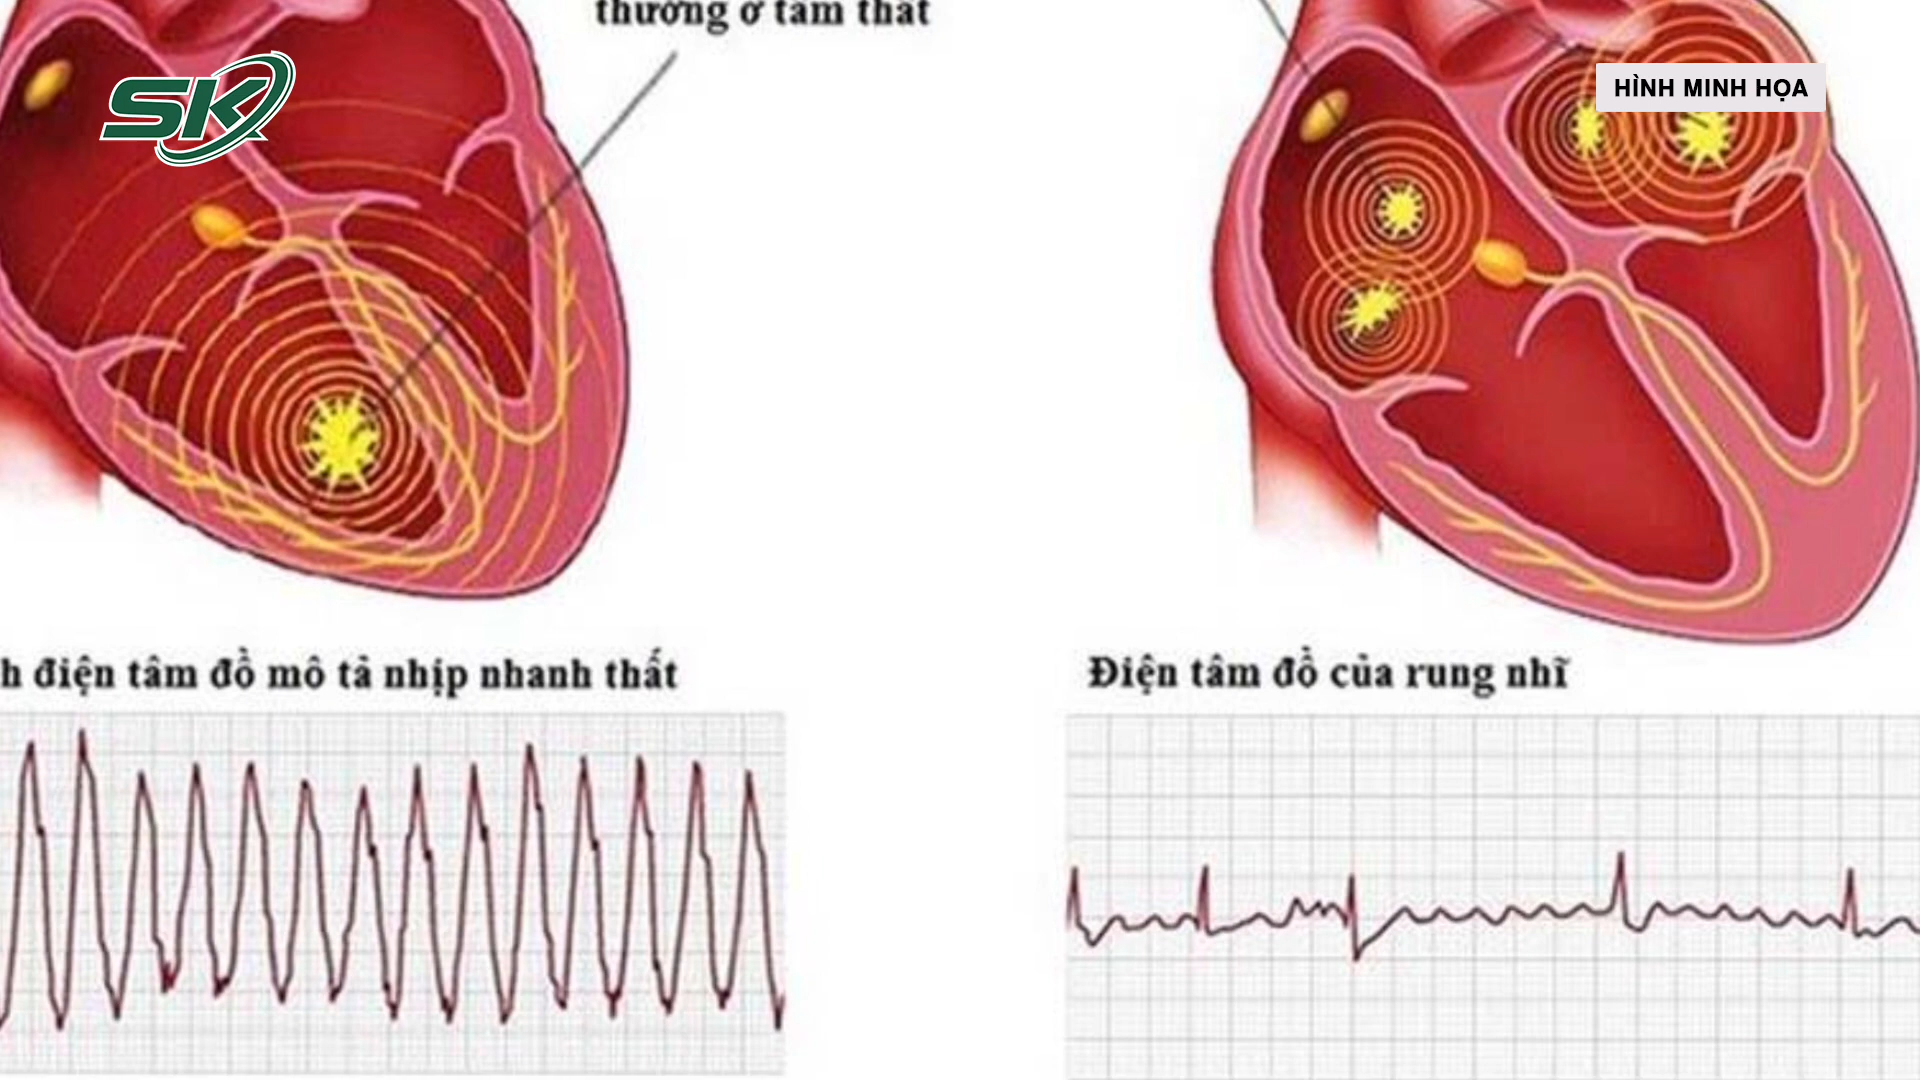 thường ở tâm thất
SK
HÌNH MINH HỌA
h điện tâm đồ mô tả nhịp nhanh thất
Điện tâm đồ của rung nhĩ